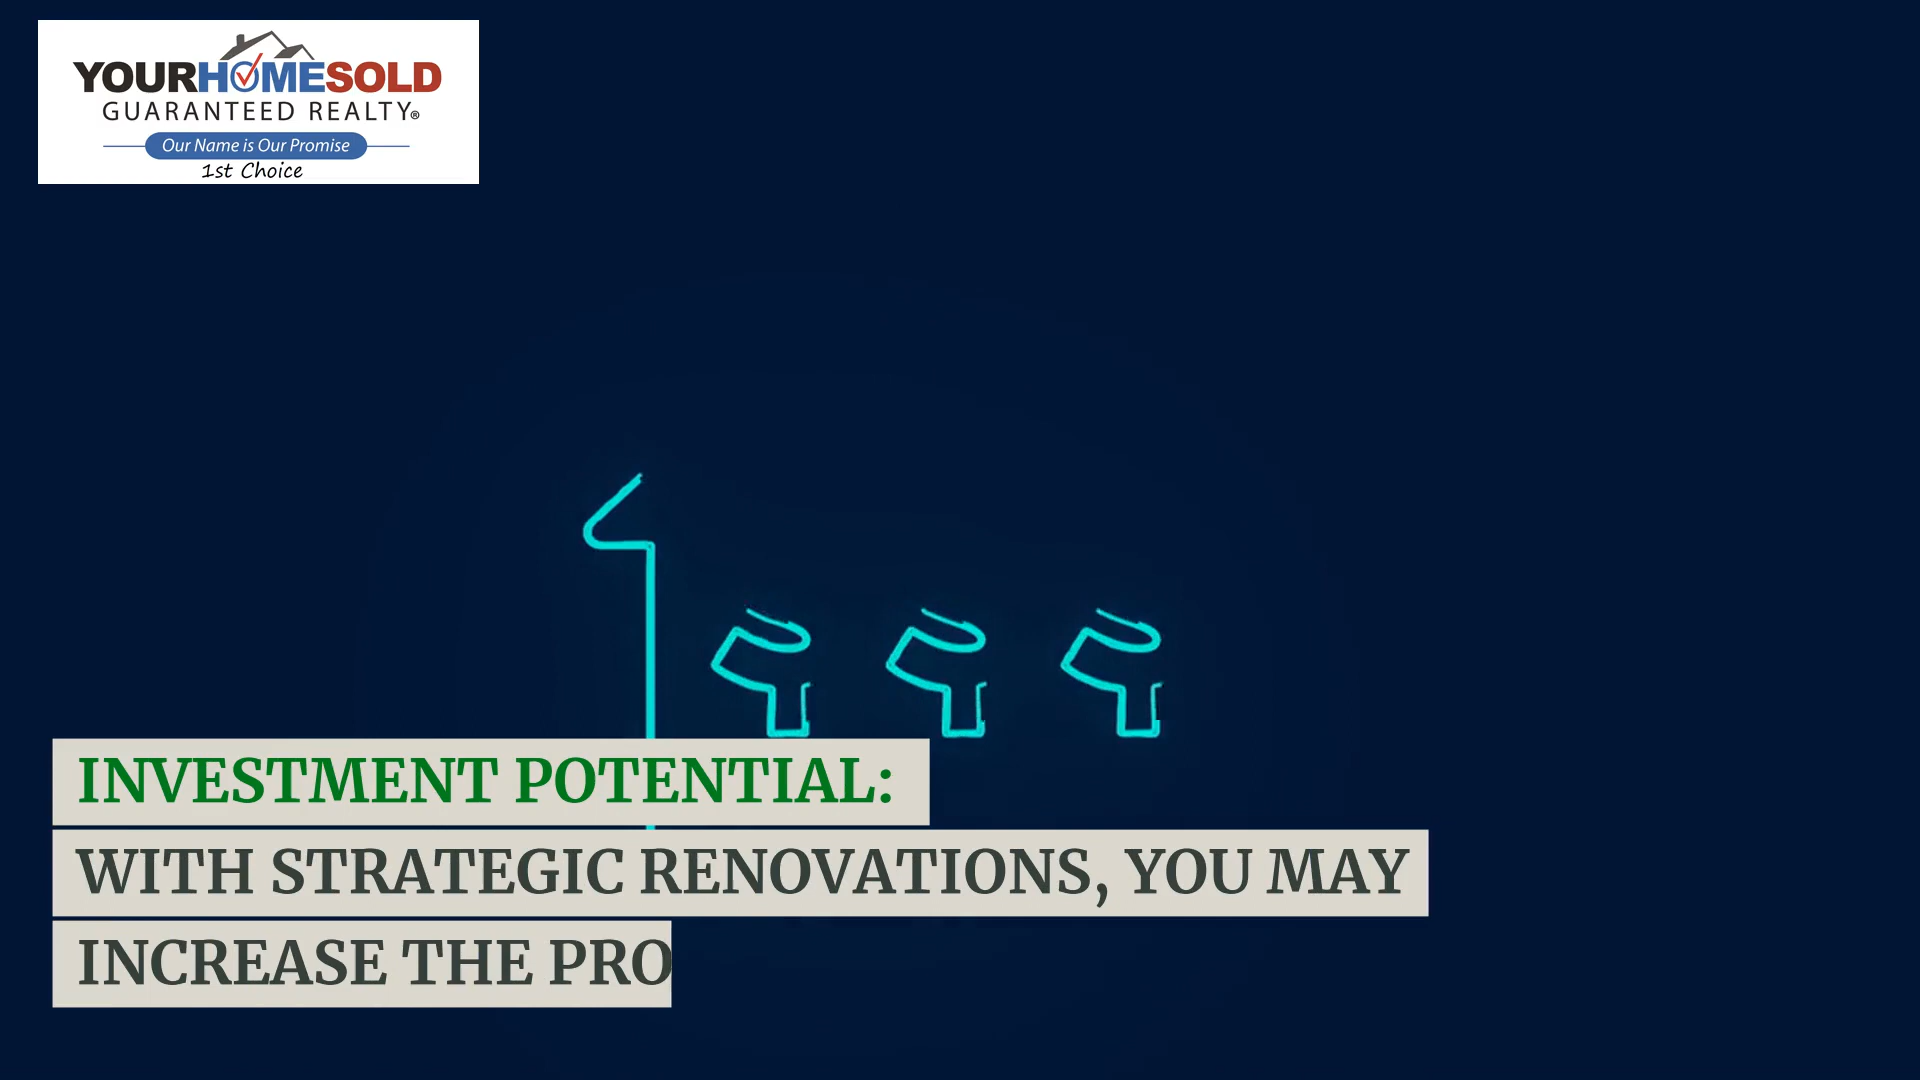 YOURHOMESOLD
GUARANTEED REALTY®
Our Name is Our Promise
1st Choice
INVESTMENT POTENTIAL:
WITH STRATEGIC RENOVATIONS, YOU MAY
INCREASE THE PRO